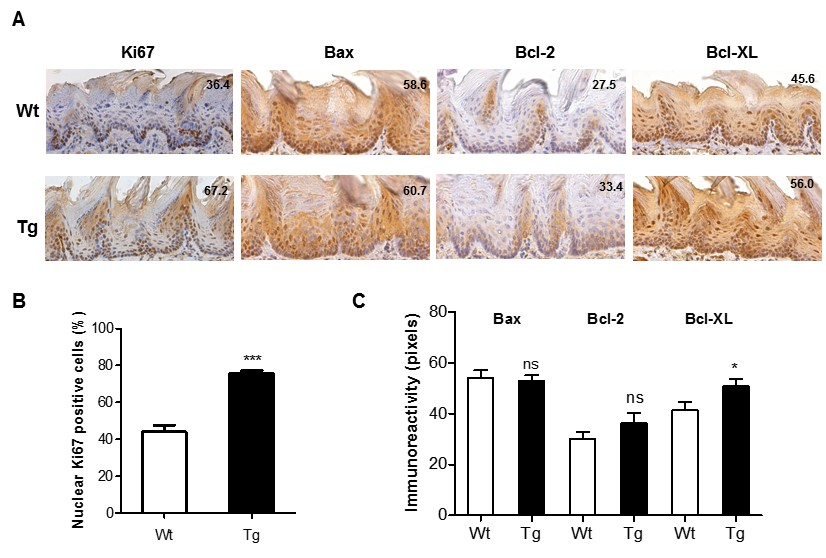 A
Ki67 Bax Bcl-2 Bcl-XL
Wt 36.4 58.6 27.5 45.6
Tg 67.2 60.7 33.4 56.0
B
Nuclear Ki67 positive cells (%)
100
80
60
40
20
0
***
Wt Tg
C
Immunoreactivity (pixels)
80
60
40
20
0
Bax Bcl-2 Bcl-XL
ns ns *
Wt Tg Wt Tg Wt Tg